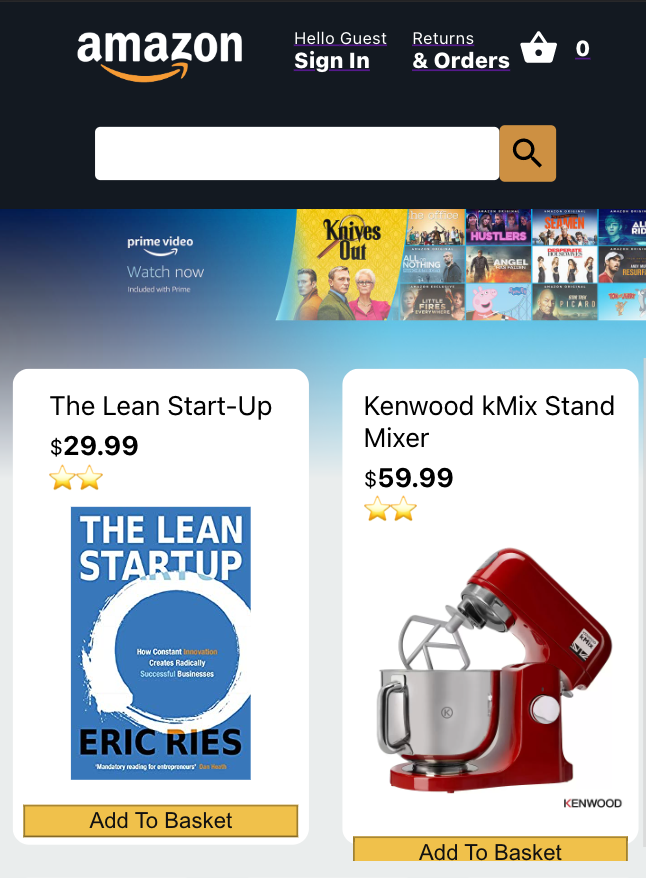 amazon
Hello Guest
Sign In
Returns
& Orders
0
prime video
Watch now
Included with Prime
Knives
Out
the office
HUSTLERS
ALL
NOTHING
ANGEL
HAS FALLEN
DESPERATE
HOUSEWIVES
LITTLE
FIRES
EVERYWHERE
PICARD
The Lean Start-Up
$29.99
THE LEAN
STARTUP
How Constant Innovation
Creates Radically
Successful Businesses
ERIC RIES
'Mandatory reading for entrepreneurs' Dan Heath
Add To Basket
Kenwood kMix Stand
Mixer
$59.99
kMix
K
KENWOOD
Add To Basket